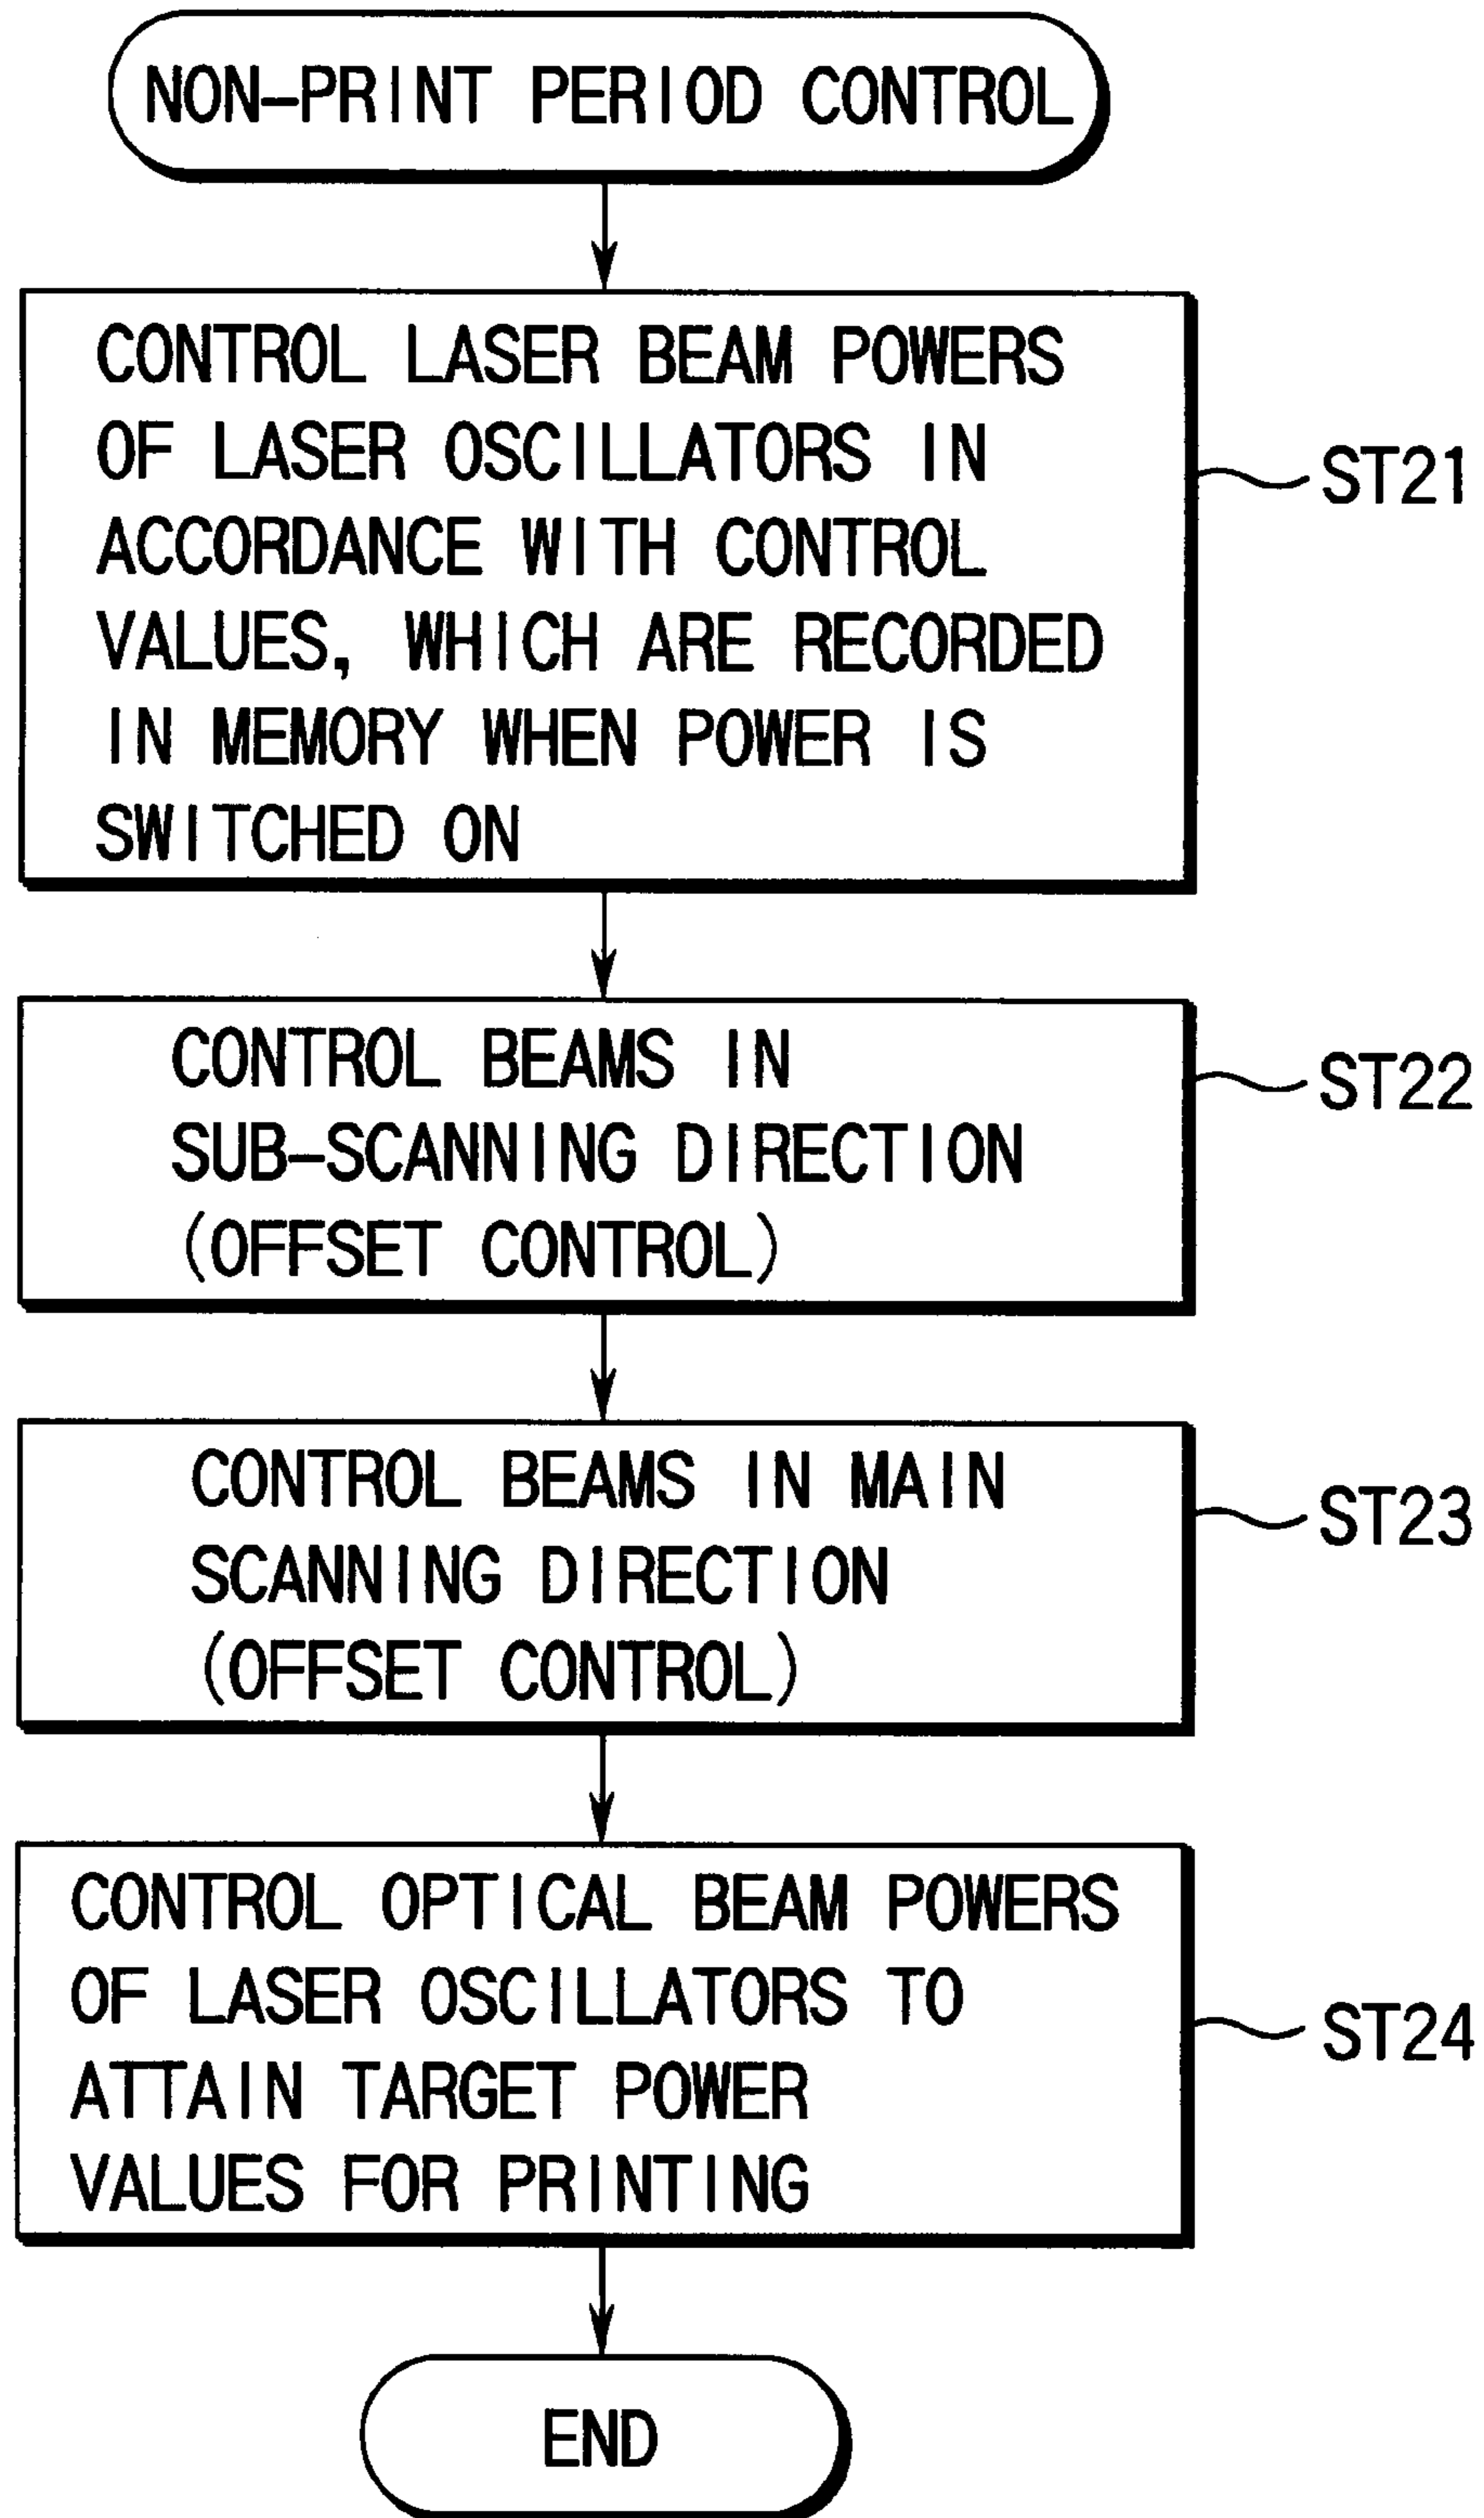 NON-PRINT PERIOD CONTROL
CONTROL LASER BEAM POWERS
OF LASER OSCILLATORS IN
ACCORDANCE WITH CONTROL
VALUES, WHICH ARE RECORDED
IN MEMORY WHEN POWER IS
SWITCHED ON
ST21
CONTROL BEAMS IN
SUB-SCANNING DIRECTION
(OFFSET CONTROL)
ST22
CONTROL BEAMS IN MAIN
SCANNING DIRECTION
(OFFSET CONTROL)
ST23
CONTROL OPTICAL BEAM POWERS
OF LASER OSCILLATORS TO
ATTAIN TARGET POWER
VALUES FOR PRINTING
ST24
END